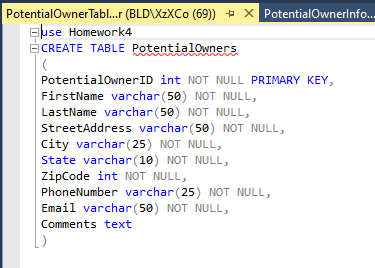 PotentialOwnerTabl...r (BLD\XzXCo (69))
PotentialOwnerInfo...
use Homework4
CREATE TABLE PotentialOwners
(
PotentialOwnerID int NOT NULL PRIMARY KEY,
FirstName varchar(50) NOT NULL,
LastName varchar(50) NOT NULL,
StreetAddress varchar(50) NOT NULL,
City varchar(25) NOT NULL,
State varchar(10) NOT NULL,
ZipCode int NOT NULL,
PhoneNumber varchar(25) NOT NULL,
Email varchar(50) NOT NULL,
Comments text
)